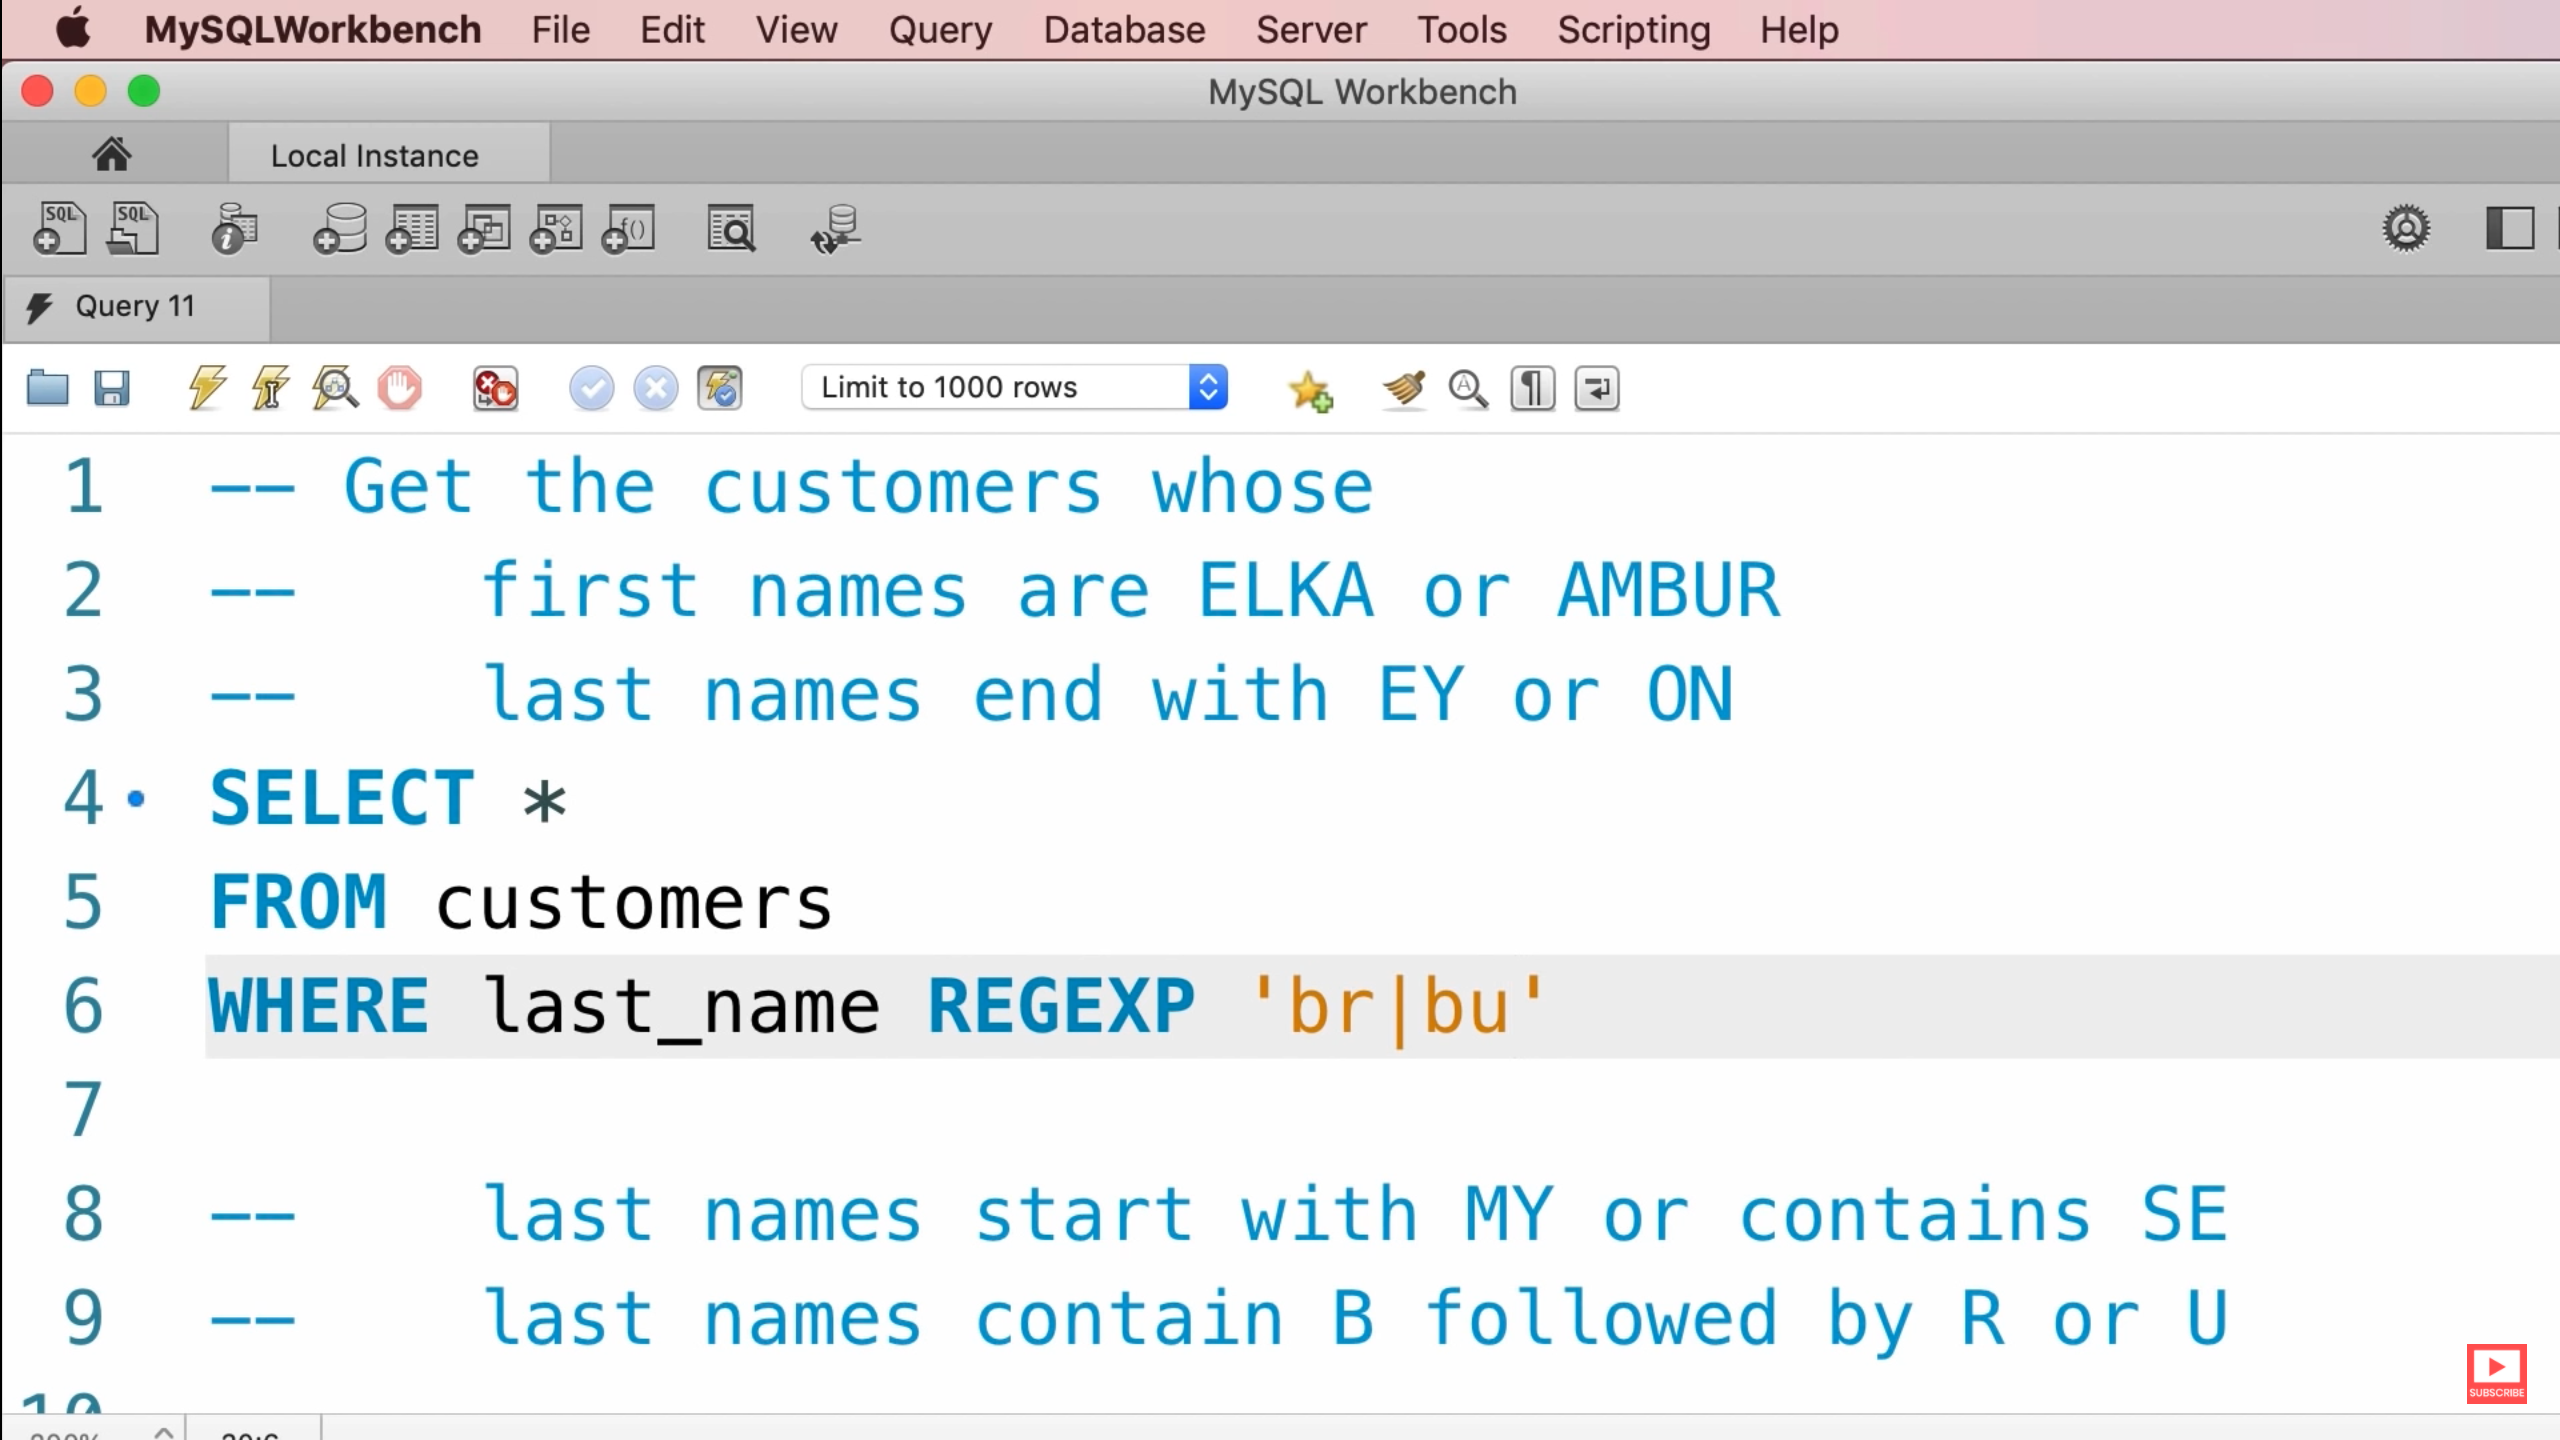 MySQLWorkbench File Edit View Query Database Server Tools Scripting Help
MySQL Workbench
Local Instance
SQL SQL
Query 11
Limit to 1000 rows
1 -- Get the customers whose
2 -- first names are ELKA or AMBUR
3 -- last names end with EY or ON
4 SELECT *
5 FROM customers
6 WHERE last_name REGEXP 'br|bu'
7
8 -- last names start with MY or contains SE
9 -- last names contain B followed by R or U
10
SUBSCRIBE